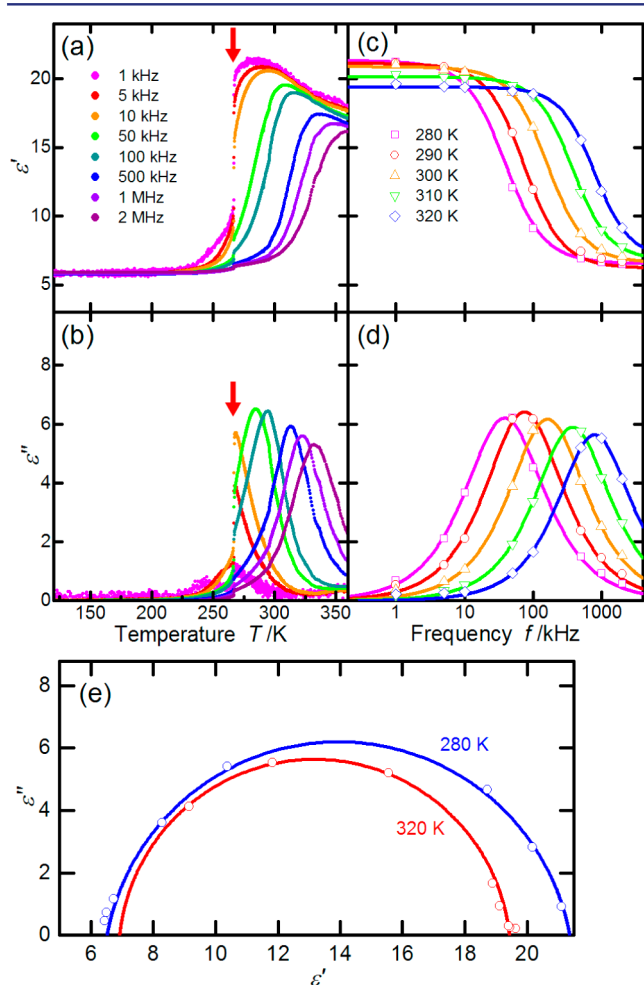 (a)
1 kHz
5 kHz
10 kHz
50 kHz
100 kHz
500 kHz
1 MHz
2 MHz
20
15
10
5
ε'
(c)
280 K
290 K
300 K
310 K
320 K
(b)
8
6
4
2
0
ε''
150 200 250 300 350
Temperature T /K
(d)
1 10 100 1000
Frequency f /kHz
(e)
8
6
4
2
0
ε''
280 K
320 K
6 8 10 12 14 16 18 20
ε'